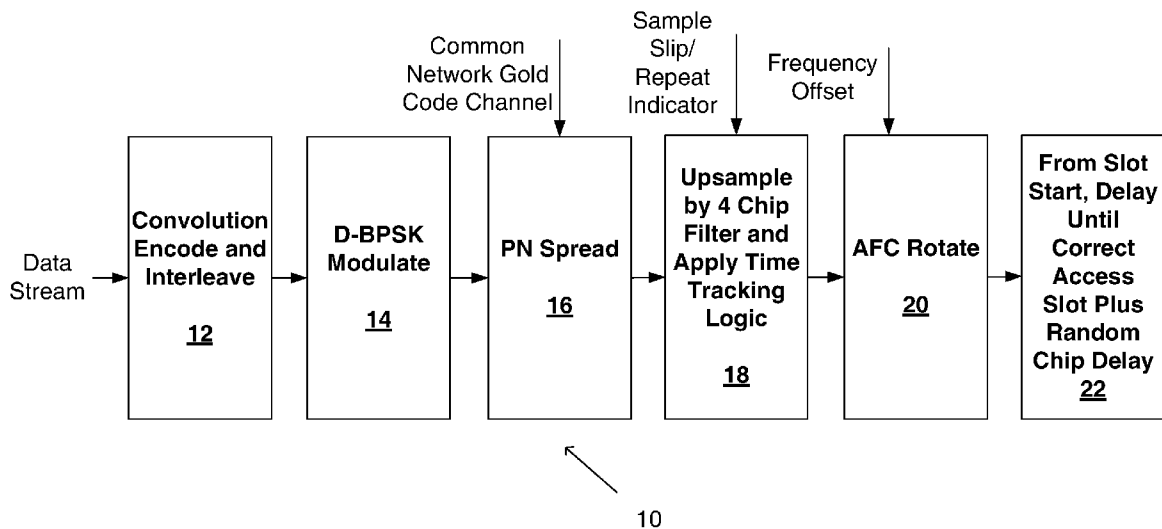 Common
Network Gold
Code Channel
Sample
Slip/
Repeat
Indicator
Frequency
Offset
Data
Stream
Convolution
Encode and
Interleave
12
D-BPSK
Modulate
14
PN Spread
16
Upsample
by 4 Chip
Filter and
Apply Time
Tracking
Logic
18
AFC Rotate
20
From Slot
Start, Delay
Until
Correct
Access
Slot Plus
Random
Chip Delay
22
10